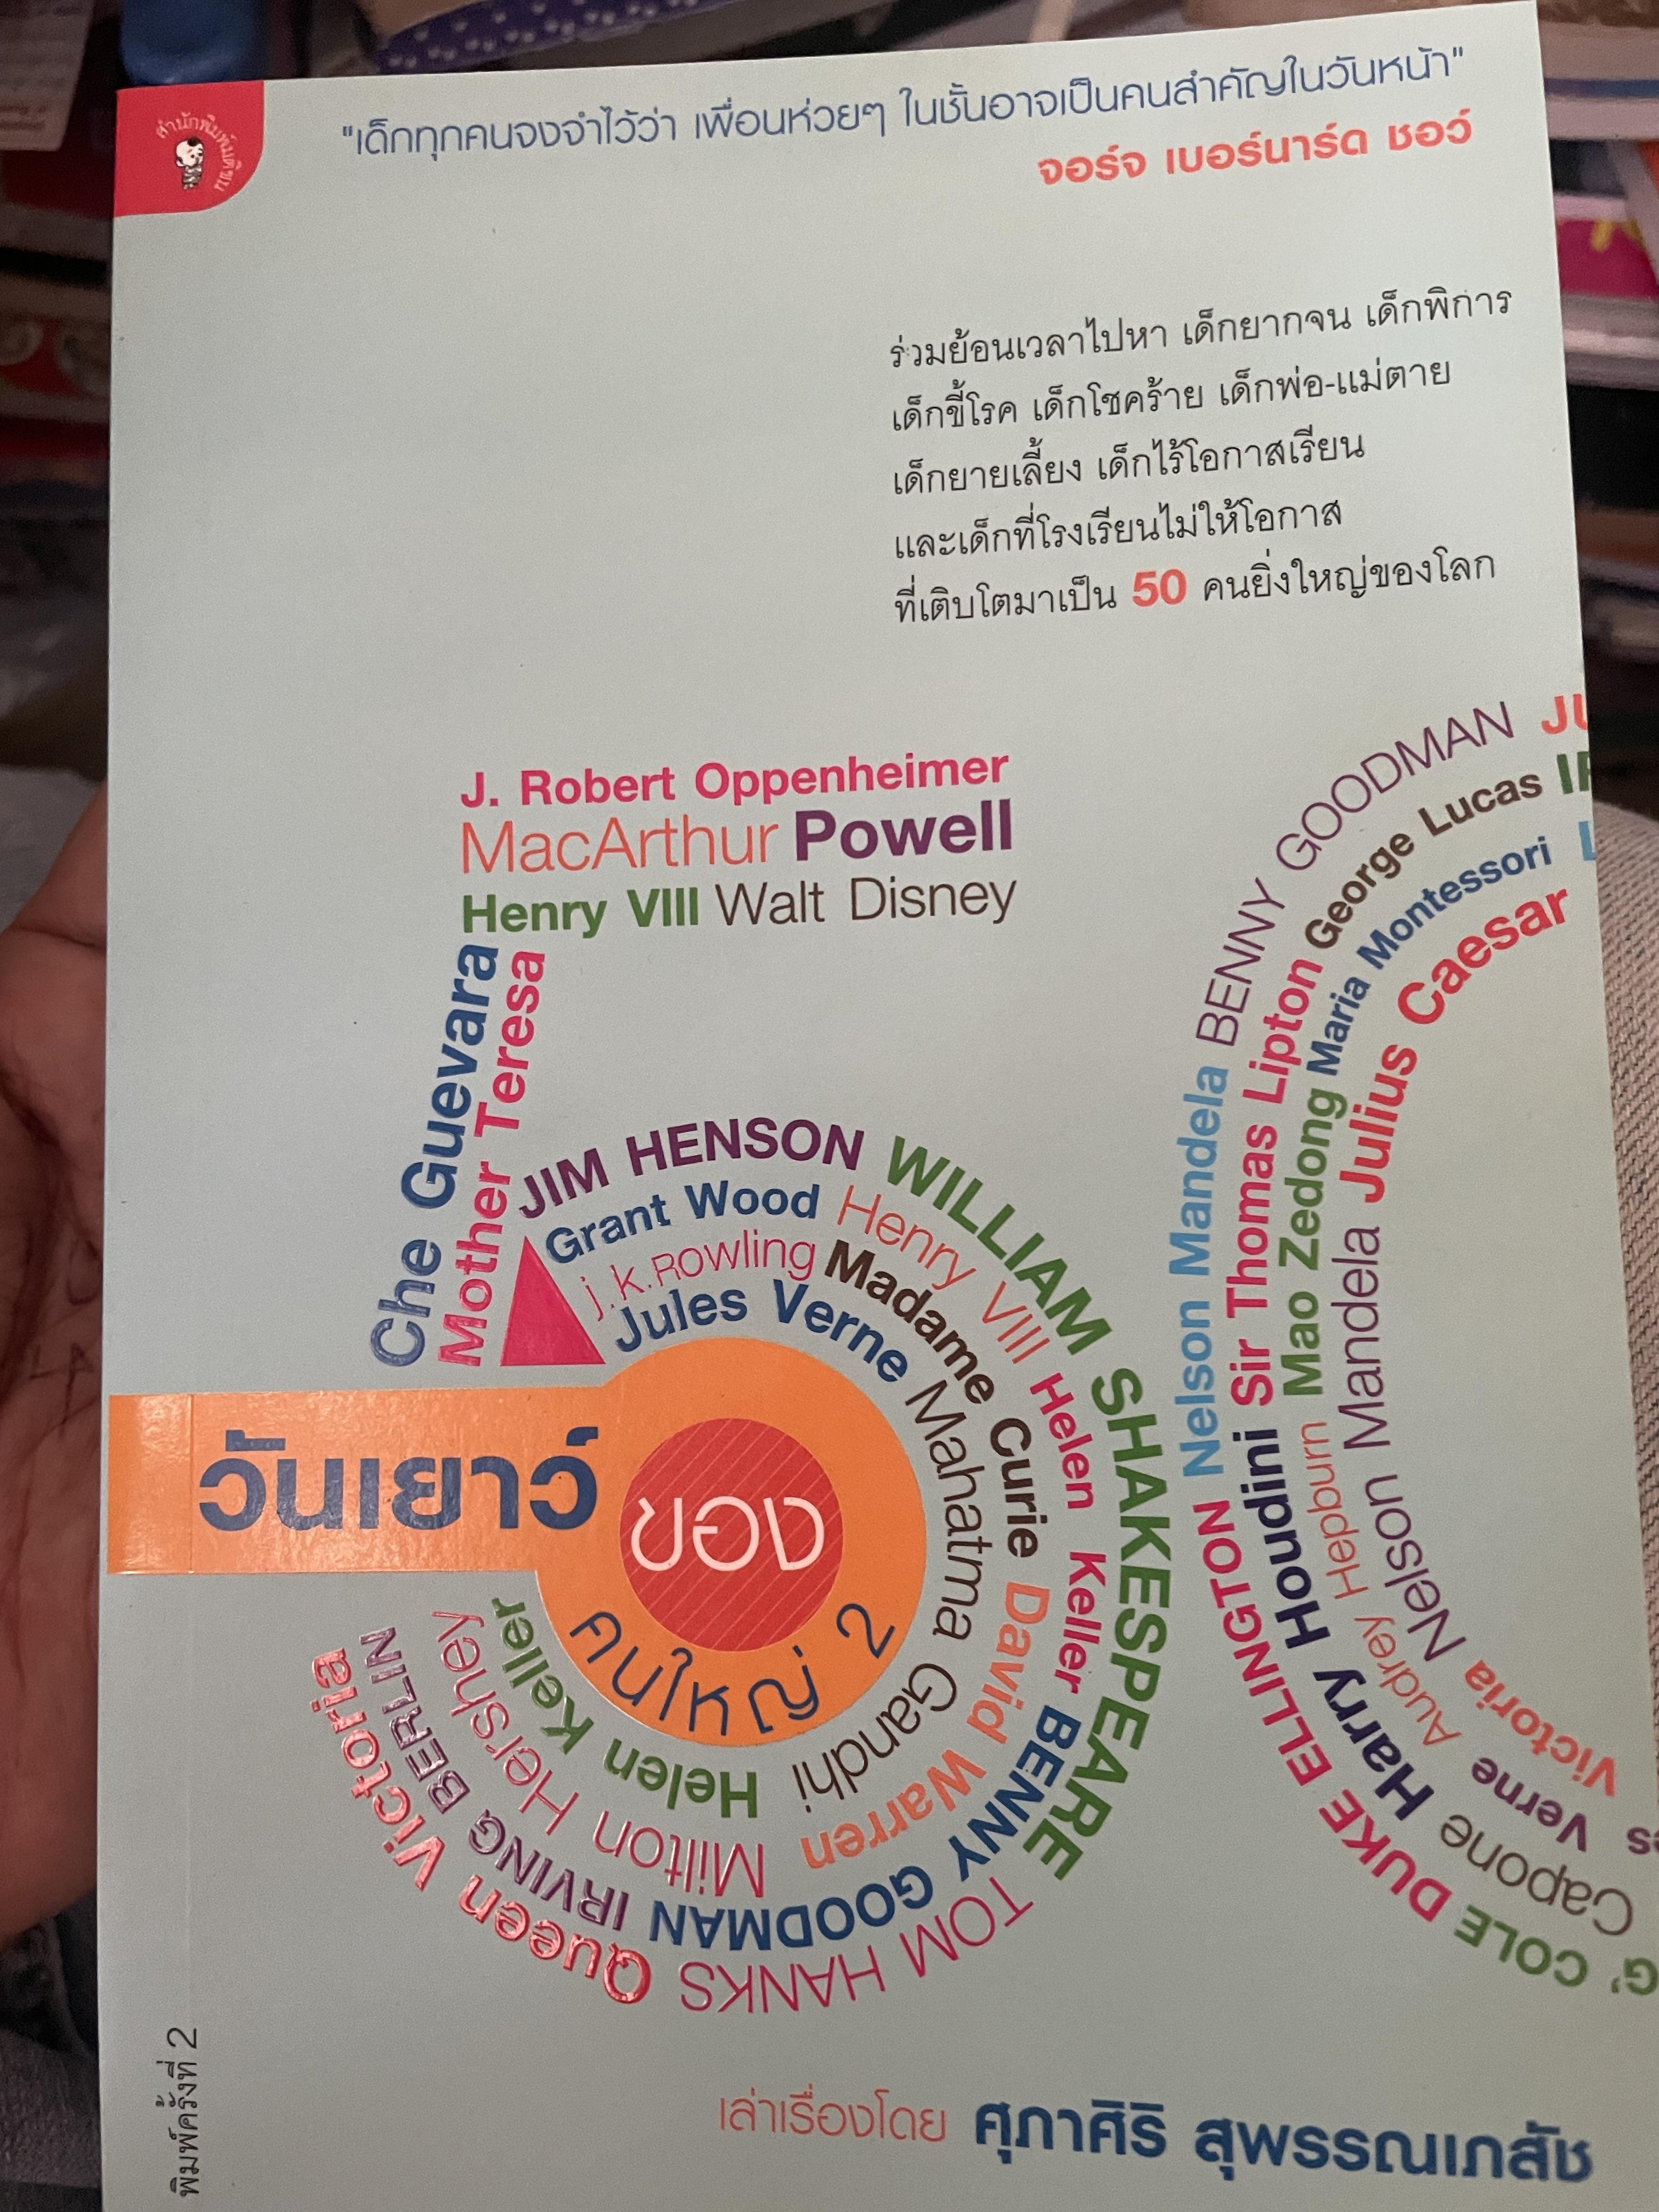 สำนักพิมพ์มติชน
"เด็กทุกคนจงจำไว้ว่า เพื่อนห่วยๆ ในชั้นอาจเป็นคนสำคัญในวันหน้า"
จอร์จ เบอร์นาร์ด ชอว์
ร่วมย้อนเวลาไปหา เด็กยากจน เด็กพิการ
เด็กขี้โรค เด็กโชคร้าย เด็กพ่อ-แม่ตาย
เด็กยายเลี้ยง เด็กไร้โอกาสเรียน
และเด็กที่โรงเรียนไม่ให้โอกาส
ที่เติบโตมาเป็น 50 คนยิ่งใหญ่ของโลก
J. Robert Oppenheimer
MacArthur Powell
Henry VIII Walt Disney
Che Guevara
Mother Teresa
JIM HENSON WILLIAM SHAKESPEARE
Grant Wood Henry VIII Helen Keller BENNY GOODMAN IRVING BERLIN
j.k.ROWling Madame Curie David Warren Milton Hershey
Jules Verne Mahatma Gandhi Helen Keller
TOM HANKS Queen Victoria
วันเยาว์
ของ
คนใหญ่ 2
Nelson Mandela BENNY GOODMAN
Sir Thomas Lipton George Lucas
Mao Zedong Maria Montessori
Nelson Mandela Julius Caesar
COLE DUKE ELLINGTON
Capone Harry Houdini
Verne Audrey Hepburn
Victoria
เล่าเรื่องโดย ศุภาศิริ สุพรรณเภสัช
พิมพ์ครั้งที่ 2